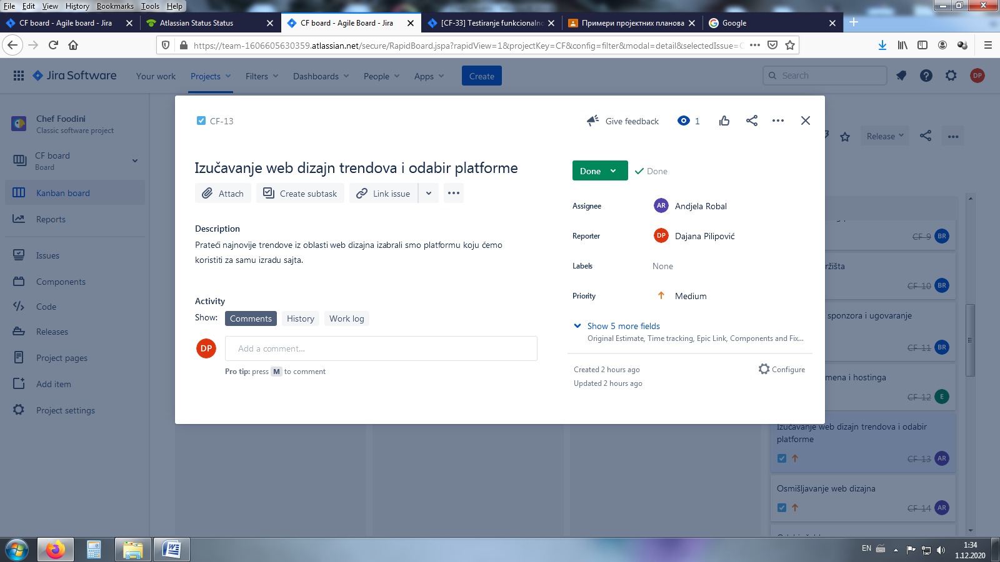 File Edit View History Bookmarks Tools Help
CF board - Agile board - Jira
Atlassian Status Status
CF board - Agile Board - Jira
[CF-33] Testiranje funkcionalno
Примери пројектних планова
Google
https://team-1606605630359.atlassian.net/secure/RapidBoard.jspa?rapidView=1&projectKey=CF&config=filter&modal=detail&selectedIssue=C
Jira Software Your work Projects Filters Dashboards People Apps Create Search DP
Chef Foodini
Classic software project
CF board
Board
Kanban board
Reports
Issues
Components
Code
Releases
Project pages
Add item
Project settings
CF-13
Give feedback 1
Izučavanje web dizajn trendova i odabir platforme
Attach Create subtask Link issue
Description
Prateći najnovije trendove iz oblasti web dizajna izabrali smo platformu koju ćemo
koristiti za samu izradu sajta.
Activity
Show: Comments History Work log
DP Add a comment...
Pro tip: press M to comment
Done Done
Assignee AR Andjela Robal
Reporter DP Dajana Pilipović
Labels None
Priority Medium
Show 5 more fields
Original Estimate, Time tracking, Epic Link, Components and Fix...
Created 2 hours ago Configure
Updated 2 hours ago
Release
CF-9 BR
ržišta
CF-10 BR
sponzora i ugovaranje
CF-11 BR
mena i hostinga
CF-12 E
Izučavanje web dizajn trendova i odabir
platforme
CF-13 AR
Osmišljavanje web dizajna
CF-14 AR
EN
1:34
1.12.2020